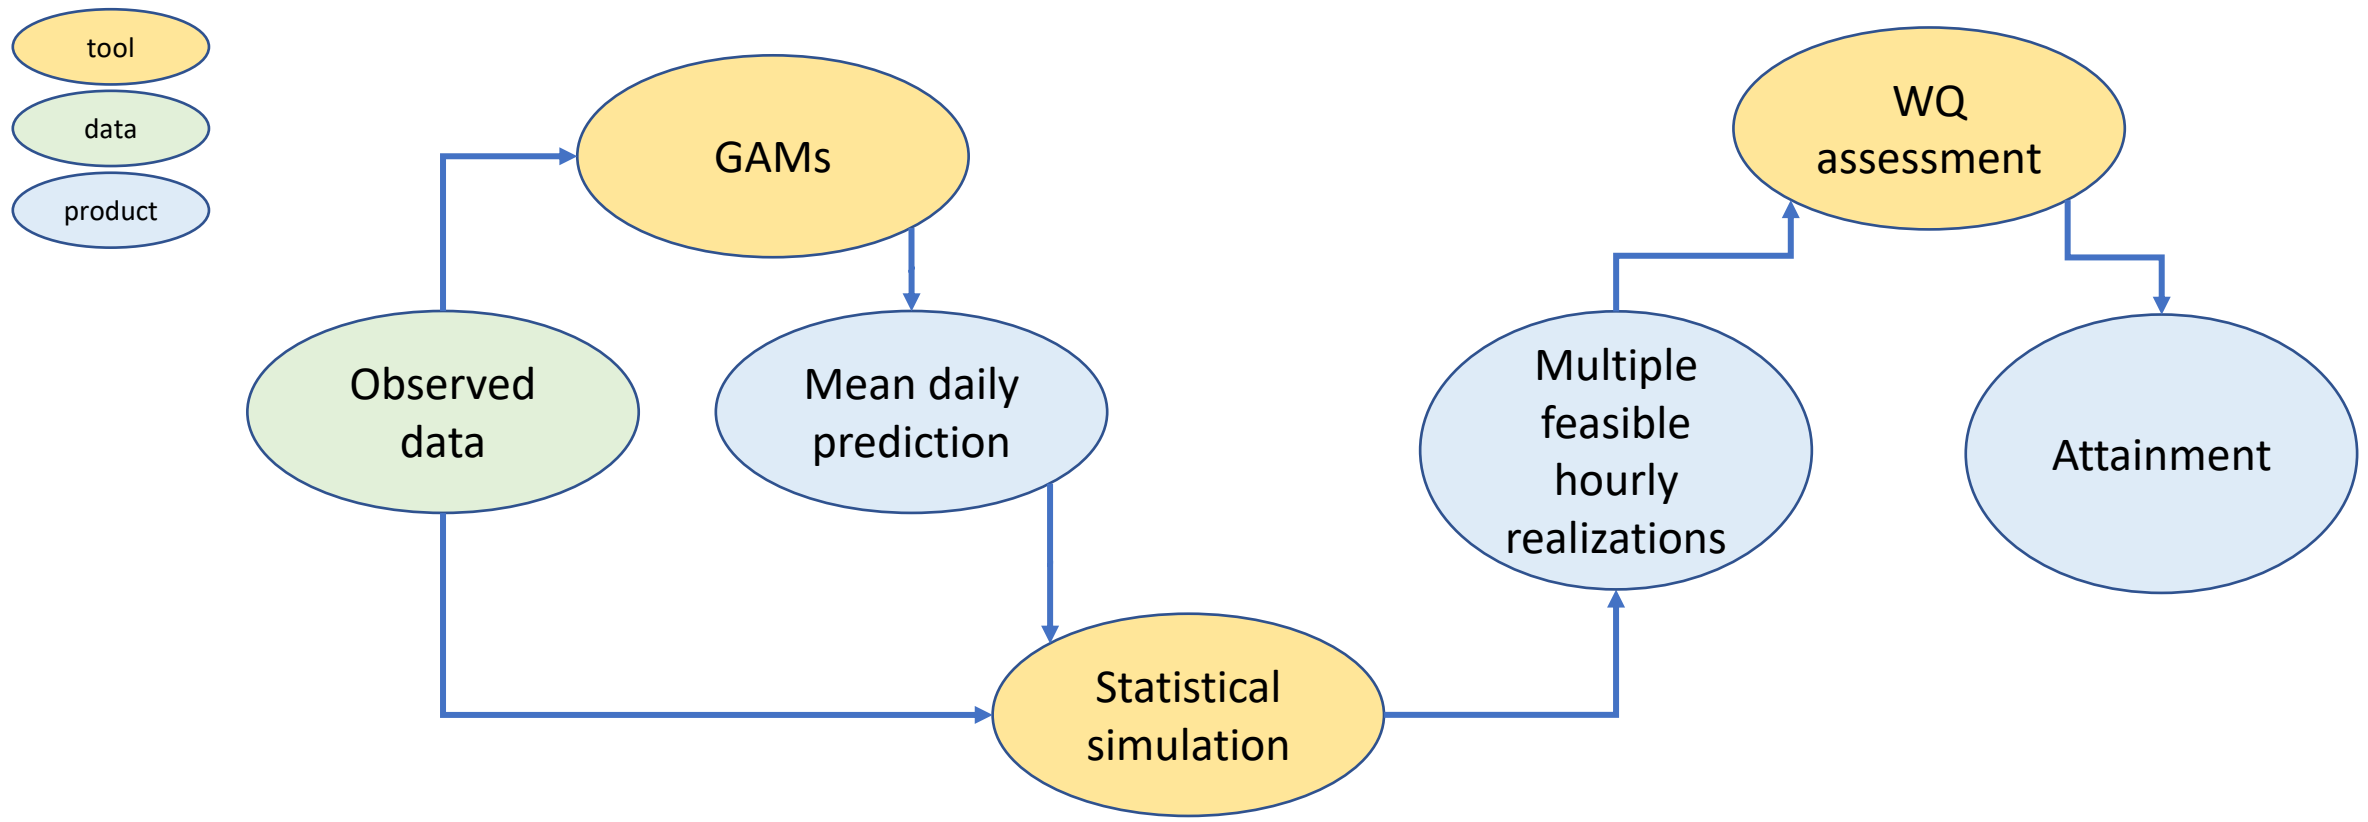 tool
data
product
GAMs
WQ
assessment
Observed
data
Mean daily
prediction
Multiple
feasible
hourly
realizations
Attainment
Statistical
simulation